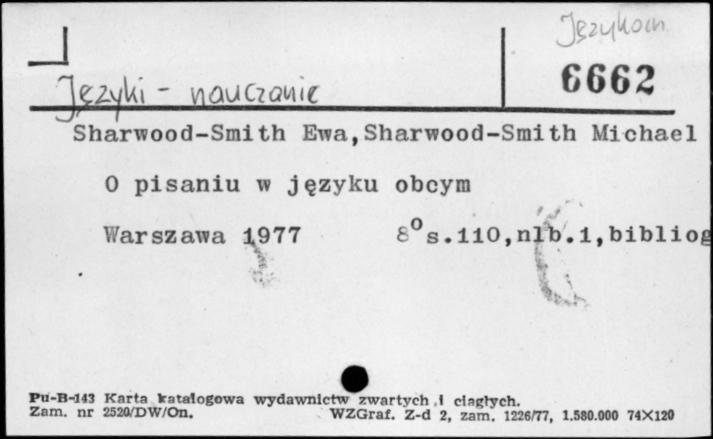 Językozn
6662
Języki - nauczanie
Sharwood-Smith Ewa,Sharwood-Smith Michael
O pisaniu w języku obcym
Warszawa 1977 8°s.110,nlb.1,bibliog
Pu-B-143 Karta katalogowa wydawnictw zwartych i ciągłych.
Zam. nr 2520/DW/On. WZGraf. Z-d 2, zam. 1226/77, 1.580.000 74X120